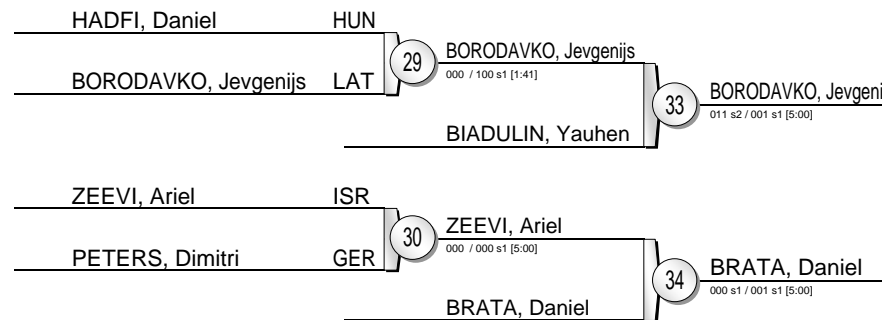 HADFI, Daniel HUN
29
BORODAVKO, Jevgenijs
000 / 100 s1 [1:41]
BORODAVKO, Jevgenijs LAT
33
BORODAVKO, Jevgeni
011 s2 / 001 s1 [5:00]
BIADULIN, Yauhen
ZEEVI, Ariel ISR
30
ZEEVI, Ariel
000 / 000 s1 [5:00]
PETERS, Dimitri GER
34
BRATA, Daniel
000 s1 / 001 s1 [5:00]
BRATA, Daniel